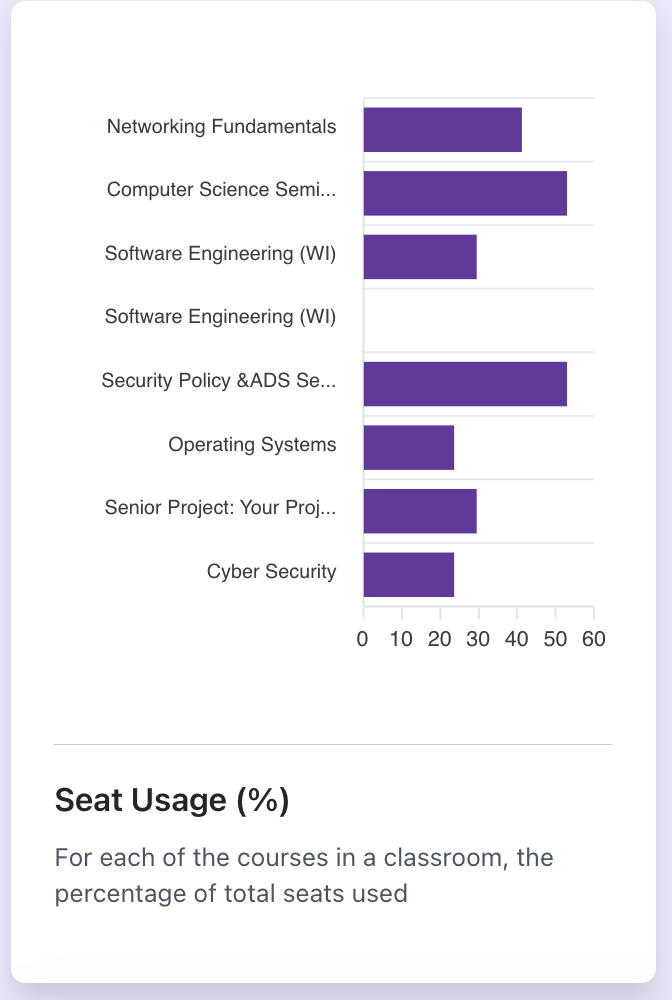 Networking Fundamentals
Computer Science Semi...
Software Engineering (WI)
Software Engineering (WI)
Security Policy &ADS Se...
Operating Systems
Senior Project: Your Proj...
Cyber Security
0 10 20 30 40 50 60
Seat Usage (%)
For each of the courses in a classroom, the
percentage of total seats used